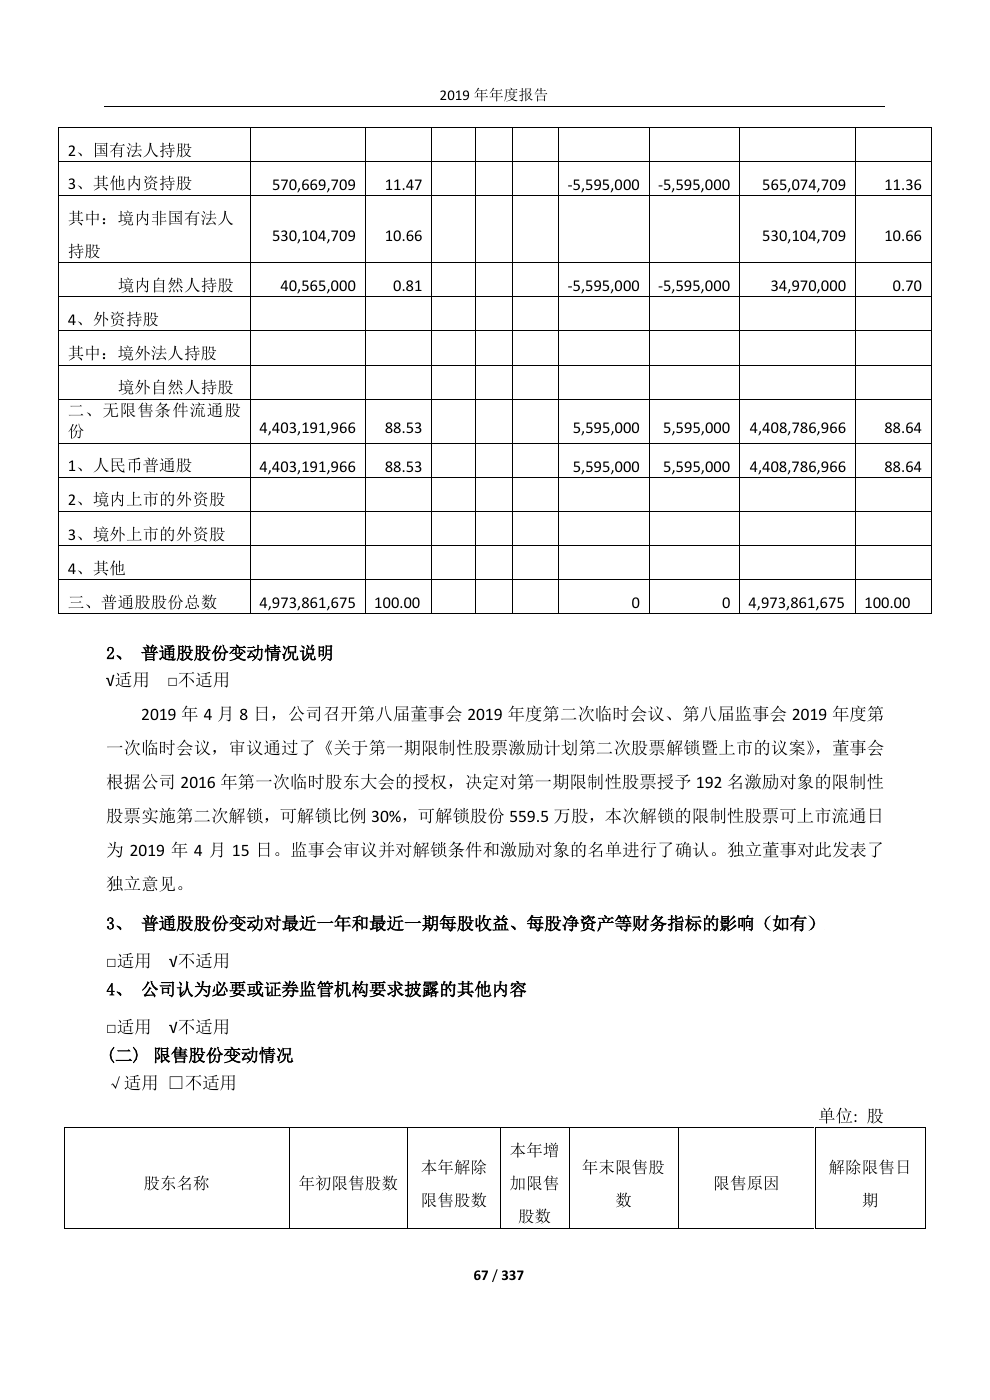 2019 年年度报告
2、国有法人持股
3、其他内资持股 570,669,709 11.47 -5,595,000 -5,595,000 565,074,709 11.36
其中：境内非国有法人
持股 530,104,709 10.66 530,104,709 10.66
境内自然人持股 40,565,000 0.81 -5,595,000 -5,595,000 34,970,000 0.70
4、外资持股
其中：境外法人持股
境外自然人持股
二、无限售条件流通股
份 4,403,191,966 88.53 5,595,000 5,595,000 4,408,786,966 88.64
1、人民币普通股 4,403,191,966 88.53 5,595,000 5,595,000 4,408,786,966 88.64
2、境内上市的外资股
3、境外上市的外资股
4、其他
三、普通股股份总数 4,973,861,675 100.00 0 0 4,973,861,675 100.00
2、 普通股股份变动情况说明
√适用 □不适用
2019 年 4 月 8 日，公司召开第八届董事会 2019 年度第二次临时会议、第八届监事会 2019 年度第
一次临时会议，审议通过了《关于第一期限制性股票激励计划第二次股票解锁暨上市的议案》，董事会
根据公司 2016 年第一次临时股东大会的授权，决定对第一期限制性股票授予 192 名激励对象的限制性
股票实施第二次解锁，可解锁比例 30%，可解锁股份 559.5 万股，本次解锁的限制性股票可上市流通日
为 2019 年 4 月 15 日。监事会审议并对解锁条件和激励对象的名单进行了确认。独立董事对此发表了
独立意见。
3、 普通股股份变动对最近一年和最近一期每股收益、每股净资产等财务指标的影响（如有）
□适用 √不适用
4、 公司认为必要或证券监管机构要求披露的其他内容
□适用 √不适用
(二) 限售股份变动情况
√适用 □不适用
单位: 股
股东名称 年初限售股数 本年解除限售股数 本年增加限售股数 年末限售股数 限售原因 解除限售日期
67 / 337